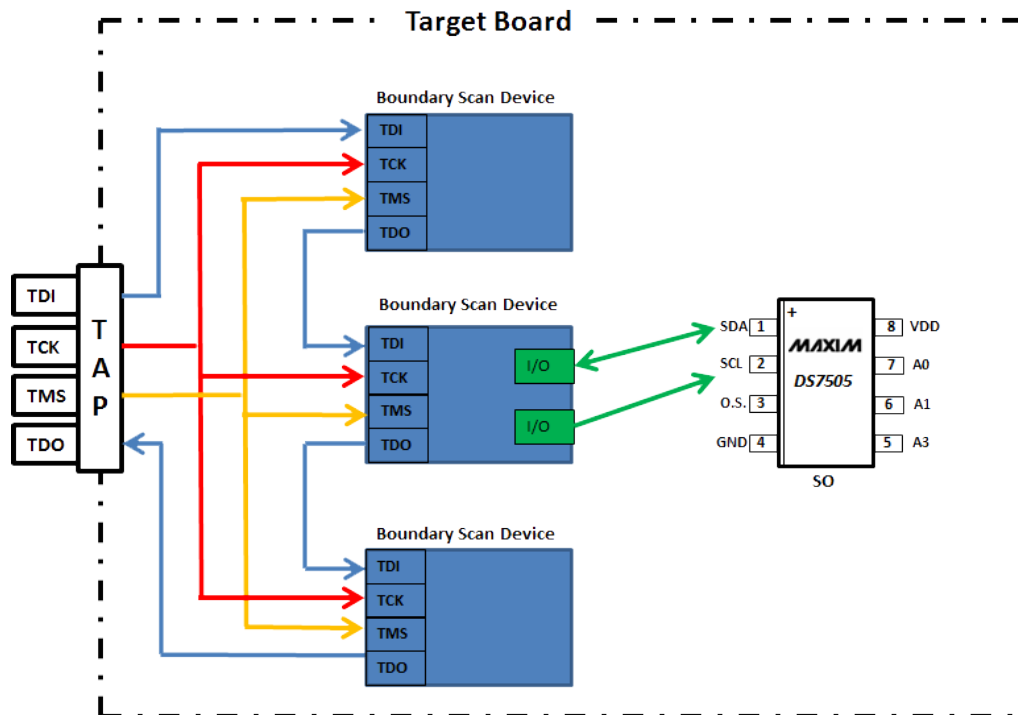 Target Board
Boundary Scan Device
TDI
TCK
TMS
TDO
TDI
TCK
TMS
TDO
TAP
Boundary Scan Device
TDI
TCK
TMS
TDO
I/O
I/O
SDA 1
SCL 2
O.S. 3
GND 4
+
MAXIM
DS7505
8 VDD
7 A0
6 A1
5 A3
SO
Boundary Scan Device
TDI
TCK
TMS
TDO